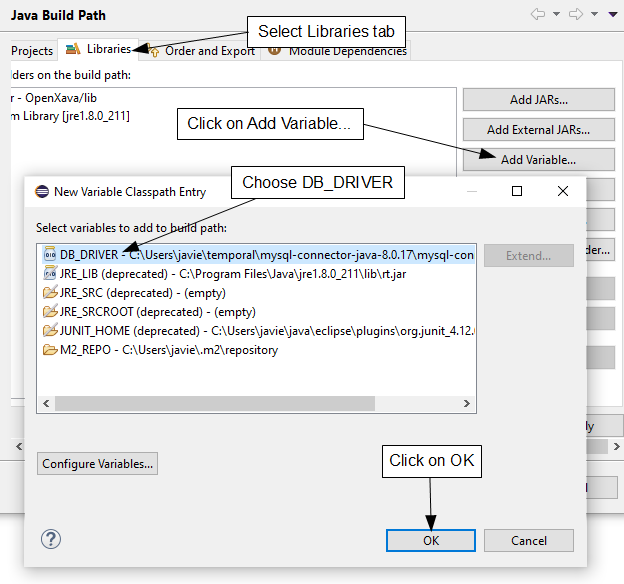 Java Build Path
Select Libraries tab
Projects
Libraries
Order and Export
Module Dependencies
lders on the build path:
r - OpenXava/lib
m Library [jre1.8.0_211]
Add JARs...
Add External JARs...
Click on Add Variable...
Add Variable...
Choose DB_DRIVER
New Variable Classpath Entry
Select variables to add to build path:
DB_DRIVER - C:\Users\javie\temporal\mysql-connector-java-8.0.17\mysql-con
Extend...
der...
JRE_LIB (deprecated) - C:\Program Files\Java\jre1.8.0_211\lib\rt.jar
JRE_SRC (deprecated) - (empty)
JRE_SRCROOT (deprecated) - (empty)
JUNIT_HOME (deprecated) - C:\Users\javie\java\eclipse\plugins\org.junit_4.12.
M2_REPO - C:\Users\javie\.m2\repository
ly
Configure Variables...
Click on OK
OK
Cancel